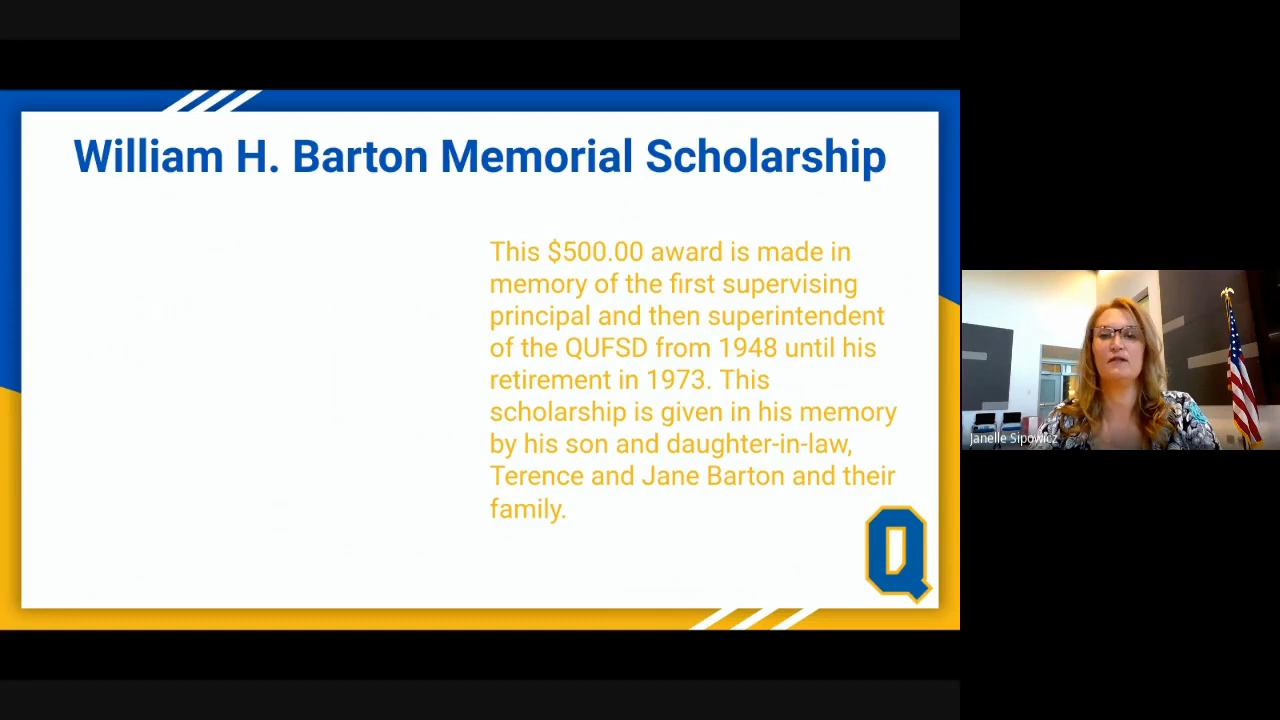 William H. Barton Memorial Scholarship
This $500.00 award is made in
memory of the first supervising
principal and then superintendent
of the QUFSD from 1948 until his
retirement in 1973. This
scholarship is given in his memory
by his son and daughter-in-law,
Terence and Jane Barton and their
family.
Q
Janelle Sipowicz